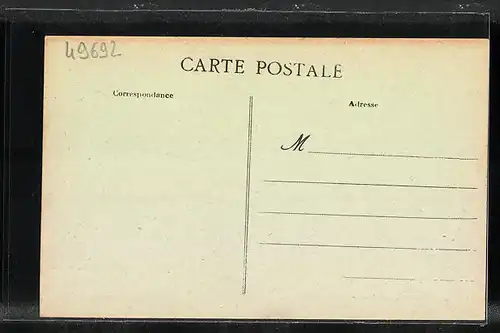 49692
CARTE POSTALE
Correspondance
Adresse
M